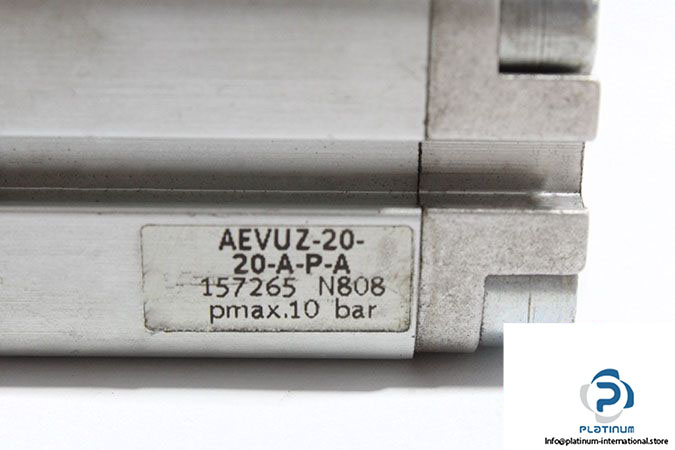 AEVUZ-20-
20-A-P-A
157265 N808
pmax.10 bar
PLATINUM
Info@platinum-international.store